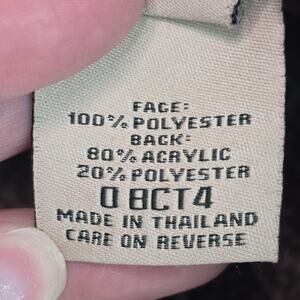 FACE:
100% POLYESTER
BACK:
80% ACRYLIC
20% POLYESTER
0 8CT4
MADE IN THAILAND
CARE ON REVERSE